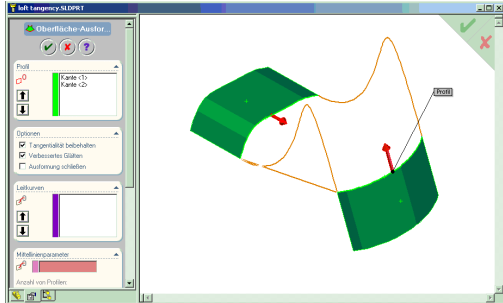 loft tangency.SLDPRT
Oberfläche-Ausfor...
Profil
Kante <1>
Kante <2>
Optionen
Tangentialität beibehalten
Verbessertes Glätten
Ausformung schließen
Leitkurven
Mittellinienparameter
Anzahl von Profilen:
Profil